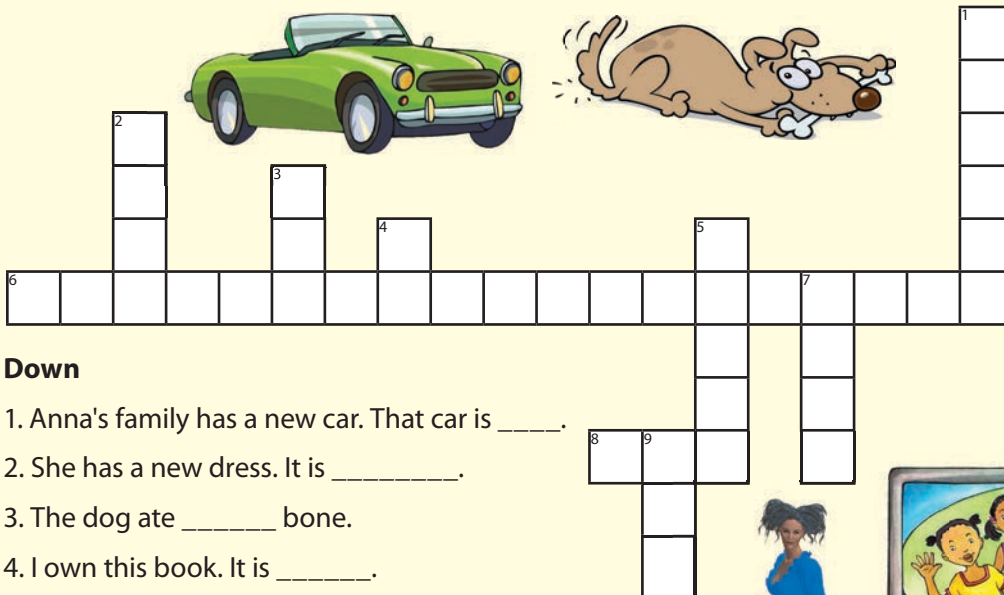 1
2
3
4
5
6
7
Down
1. Anna's family has a new car. That car is ____.
8
9
2. She has a new dress. It is ________.
3. The dog ate ______ bone.
4. I own this book. It is ______.